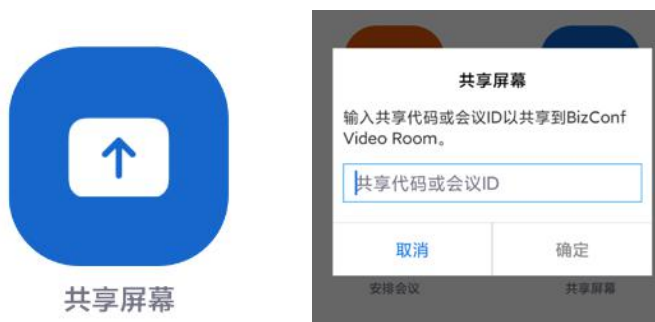 共享屏幕
共享屏幕
输入共享代码或会议ID以共享到BizConf
Video Room。
共享代码或会议ID
取消
确定
安排会议
共享屏幕